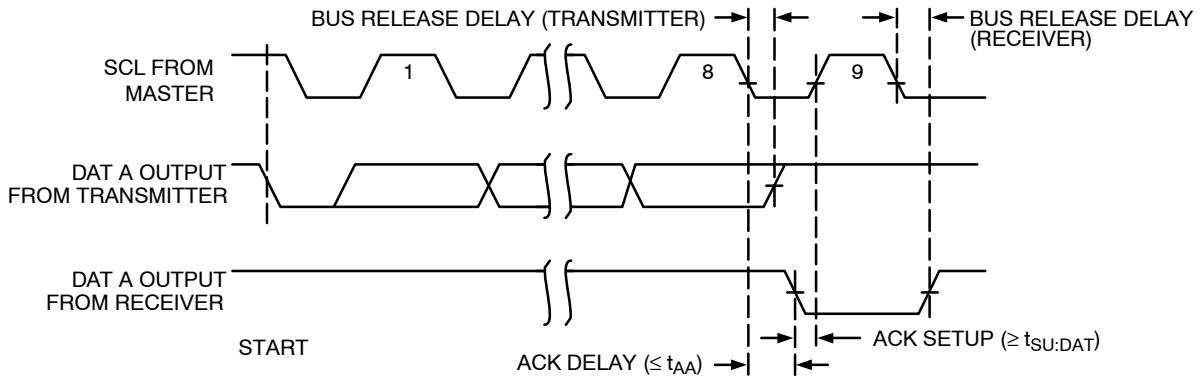 BUS RELEASE DELAY (TRANSMITTER)
BUS RELEASE DELAY
(RECEIVER)
SCL FROM
MASTER
1
8
9
DAT A OUTPUT
FROM TRANSMITTER
DAT A OUTPUT
FROM RECEIVER
START
ACK SETUP (≥ tSU:DAT)
ACK DELAY (≤ tAA)